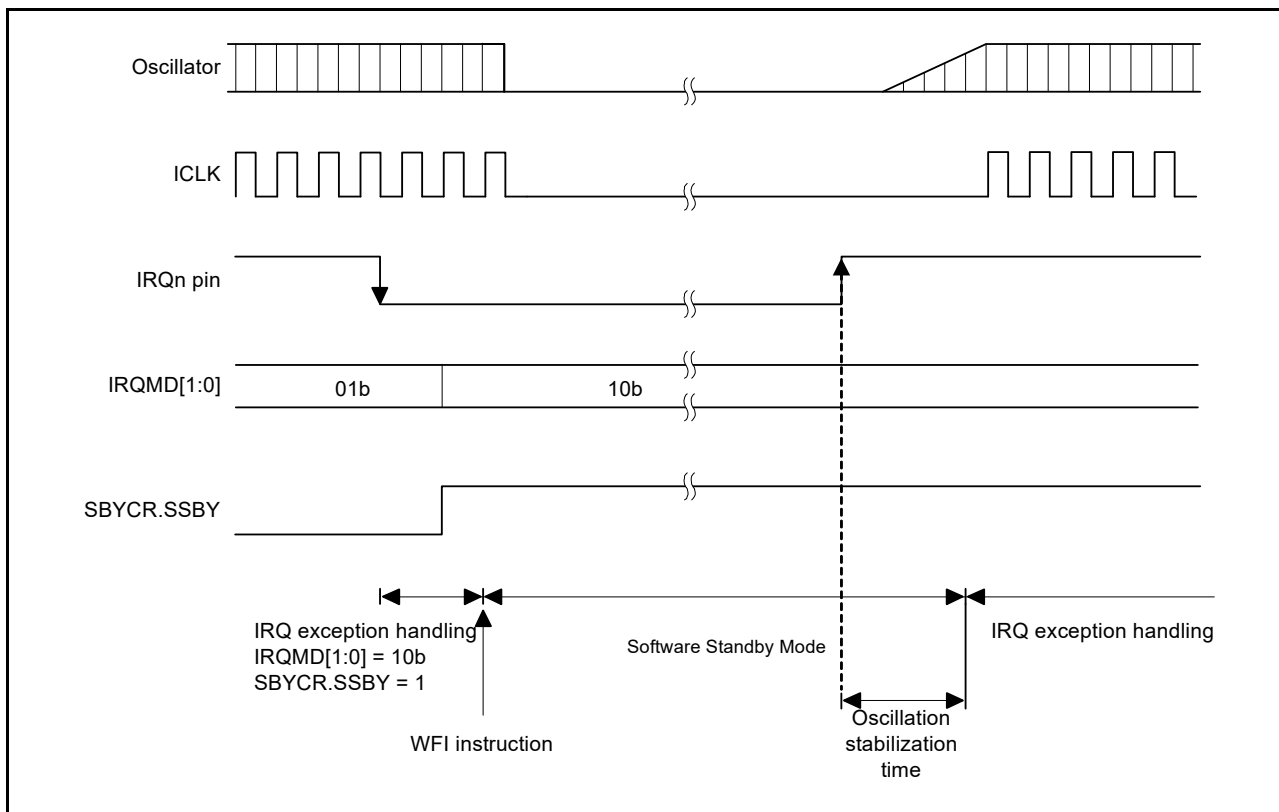 Oscillator
ICLK
IRQn pin
IRQMD[1:0]
01b
10b
SBYCR.SSBY
IRQ exception handling
IRQMD[1:0] = 10b
SBYCR.SSBY = 1
Software Standby Mode
IRQ exception handling
WFI instruction
Oscillation
stabilization
time